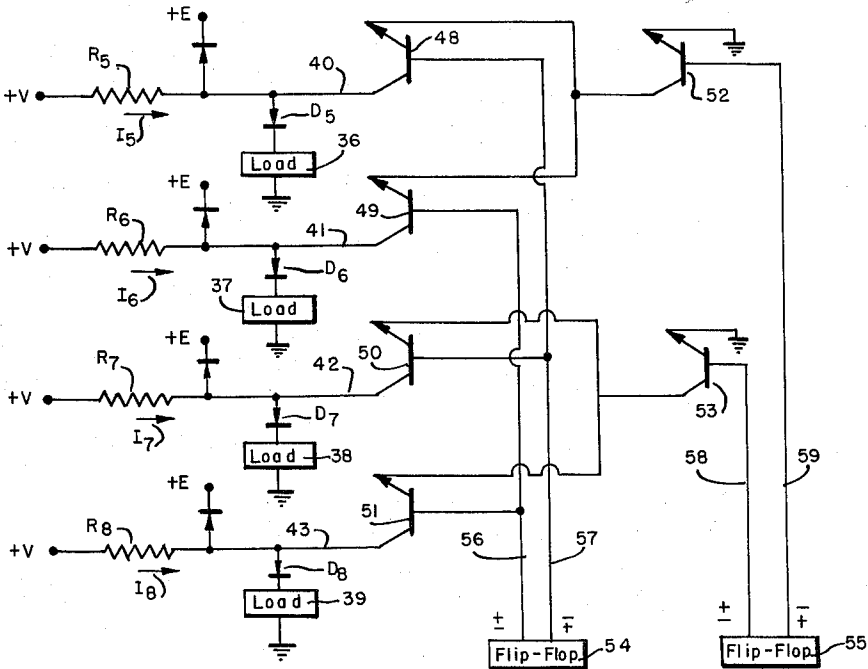 +E
48
R5
40
+V
52
D5
I5
Load 36
+E
49
R6
41
+V
D6
I6
37
Load
+E
50
R7
42
+V
53
D7
I7
Load 38
58
59
+E
51
R8
43
+V
56
57
D8
I8
Load 39
± ∓ ± ∓
Flip-Flop 54
Flip-Flop 55